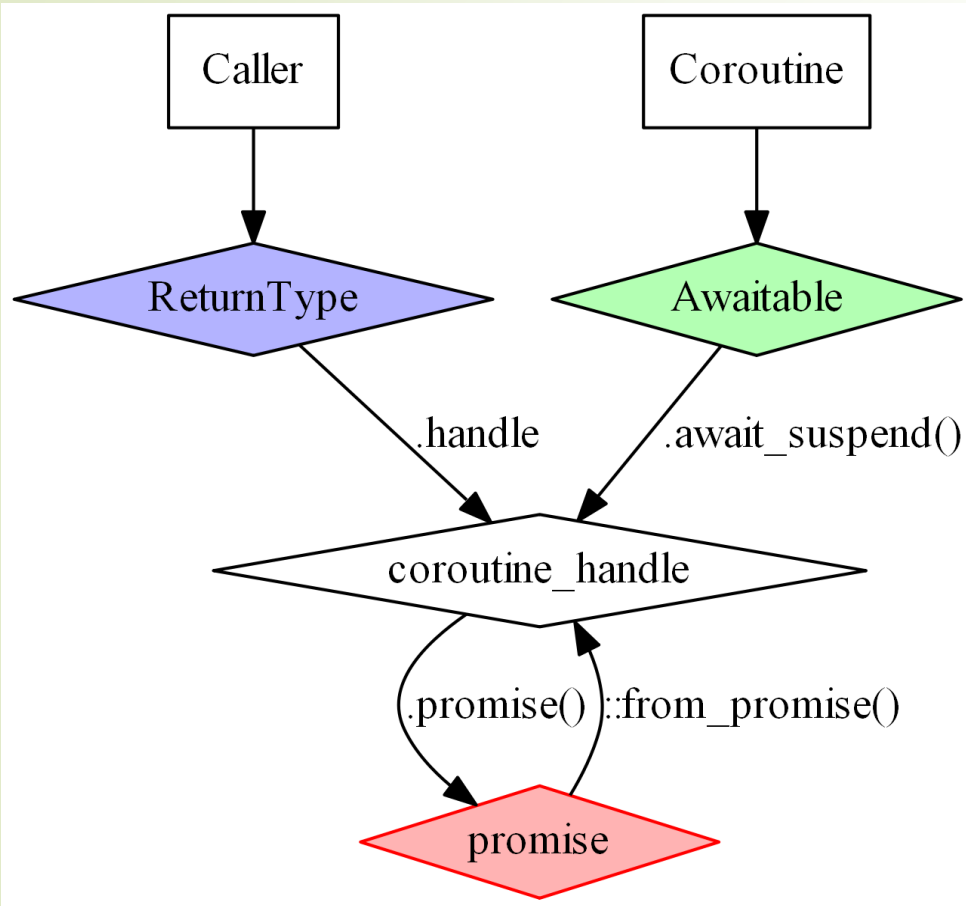 Caller
Coroutine
ReturnType
Awaitable
.handle
.await_suspend()
coroutine_handle
.promise()
::from_promise()
promise